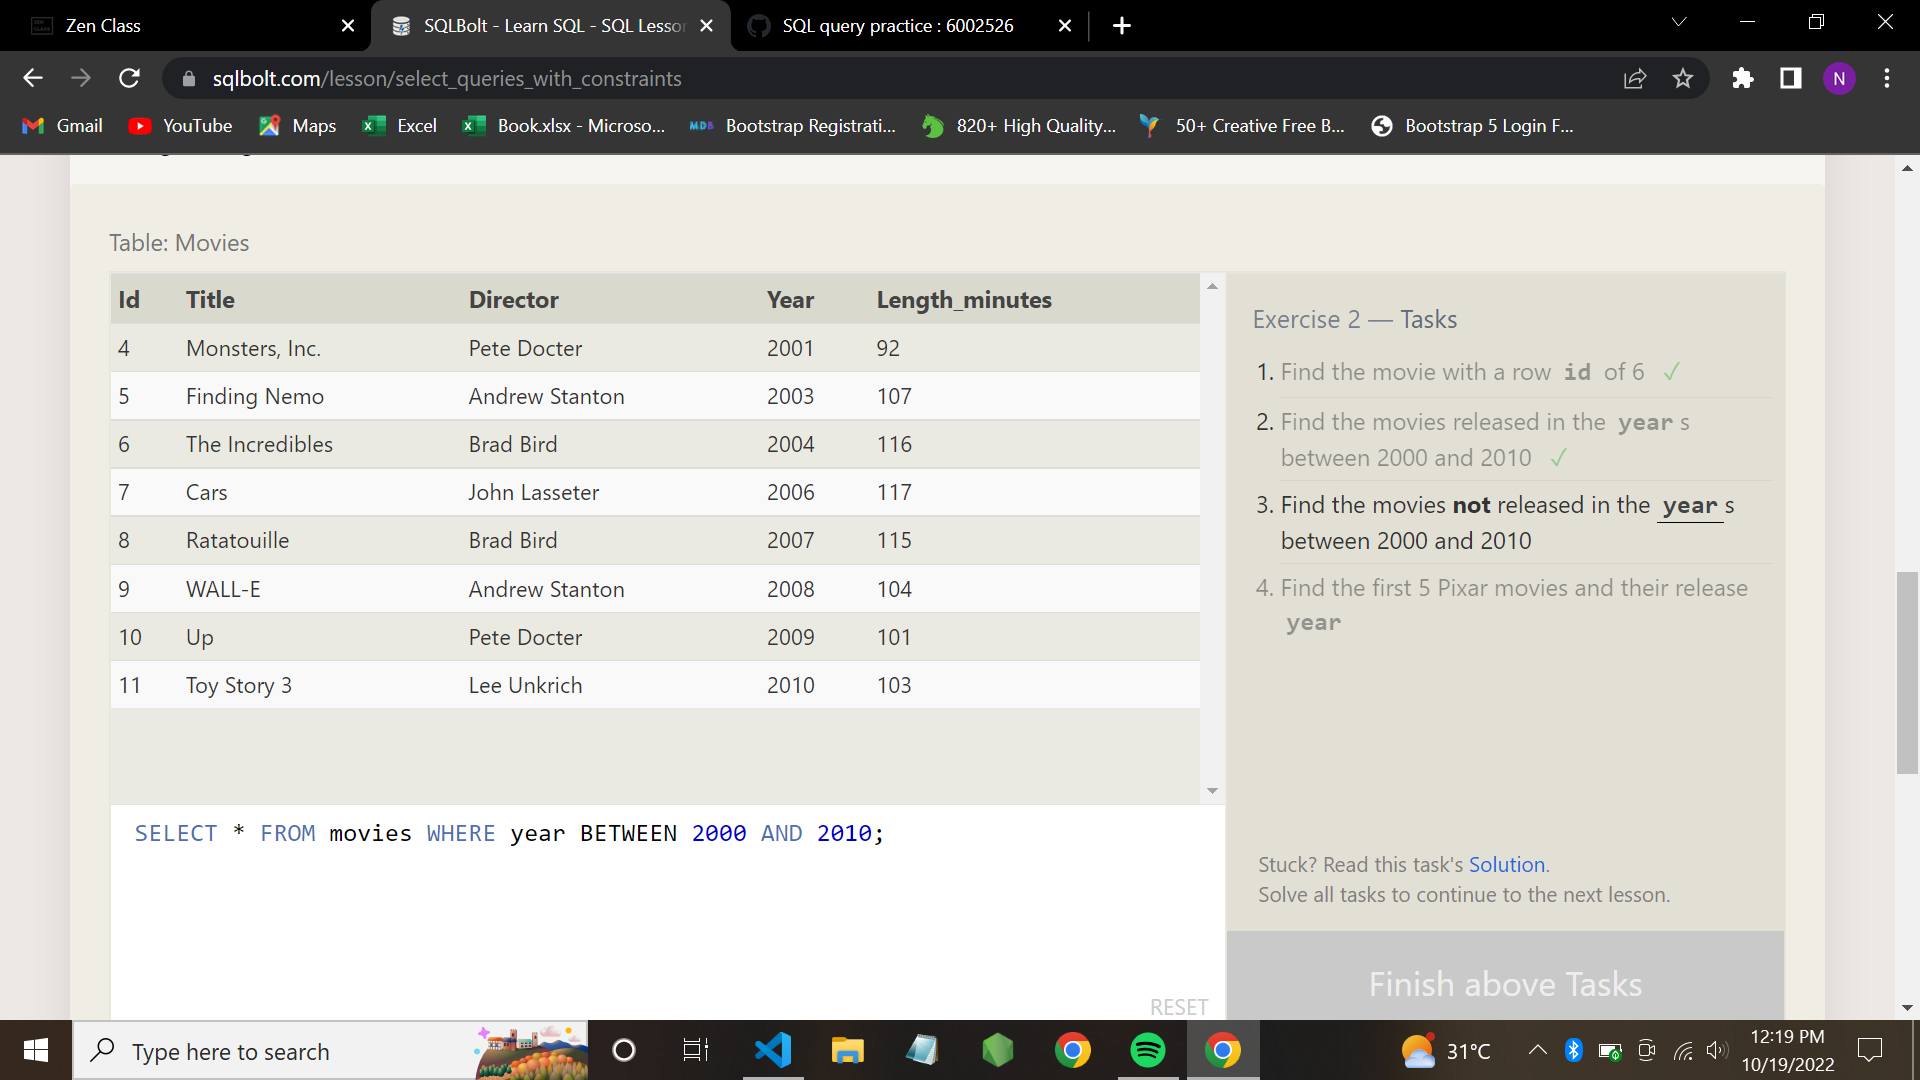 Zen Class
SQLBolt - Learn SQL - SQL Lesso
SQL query practice : 6002526
sqlbolt.com/lesson/select_queries_with_constraints
N
Gmail
YouTube
Maps
Excel
Book.xlsx - Microso...
MDB
Bootstrap Registrati...
820+ High Quality...
50+ Creative Free B...
Bootstrap 5 Login F...
Table: Movies
Id Title Director Year Length_minutes
4 Monsters, Inc. Pete Docter 2001 92
5 Finding Nemo Andrew Stanton 2003 107
6 The Incredibles Brad Bird 2004 116
7 Cars John Lasseter 2006 117
8 Ratatouille Brad Bird 2007 115
9 WALL-E Andrew Stanton 2008 104
10 Up Pete Docter 2009 101
11 Toy Story 3 Lee Unkrich 2010 103
SELECT * FROM movies WHERE year BETWEEN 2000 AND 2010;
RESET
Exercise 2 — Tasks
1. Find the movie with a row id of 6 ✓
2. Find the movies released in the year s
between 2000 and 2010 ✓
3. Find the movies not released in the year s
between 2000 and 2010
4. Find the first 5 Pixar movies and their release
year
Stuck? Read this task's Solution.
Solve all tasks to continue to the next lesson.
Finish above Tasks
Type here to search
31°C
12:19 PM
10/19/2022